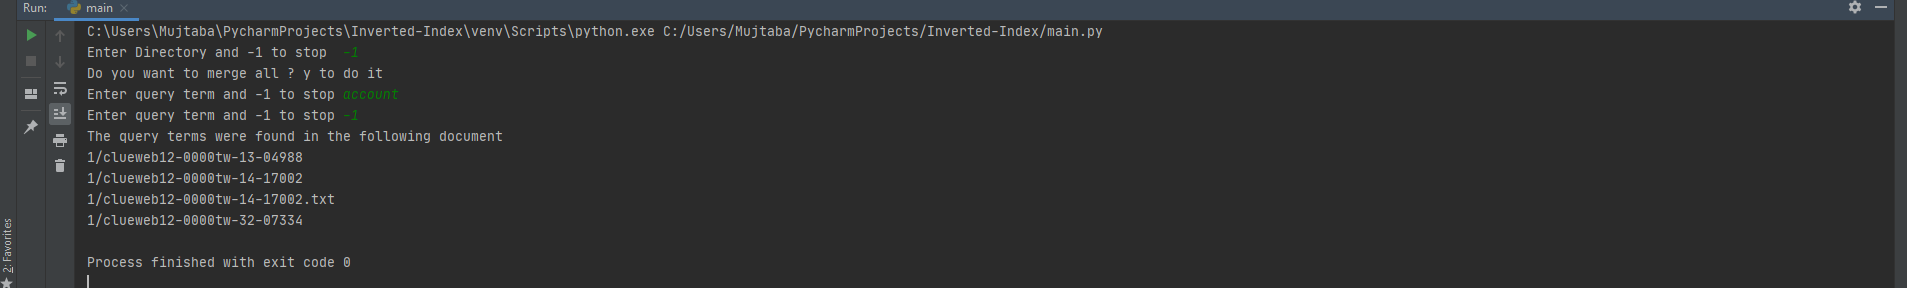 Run: main
C:\Users\Mujtaba\PycharmProjects\Inverted-Index\venv\Scripts\python.exe C:/Users/Mujtaba/PycharmProjects/Inverted-Index/main.py
Enter Directory and -1 to stop  -1
Do you want to merge all ? y to do it
Enter query term and -1 to stop account
Enter query term and -1 to stop -1
The query terms were found in the following document
1/clueweb12-0000tw-13-04988
1/clueweb12-0000tw-14-17002
1/clueweb12-0000tw-14-17002.txt
1/clueweb12-0000tw-32-07334
Process finished with exit code 0
2: Favorites